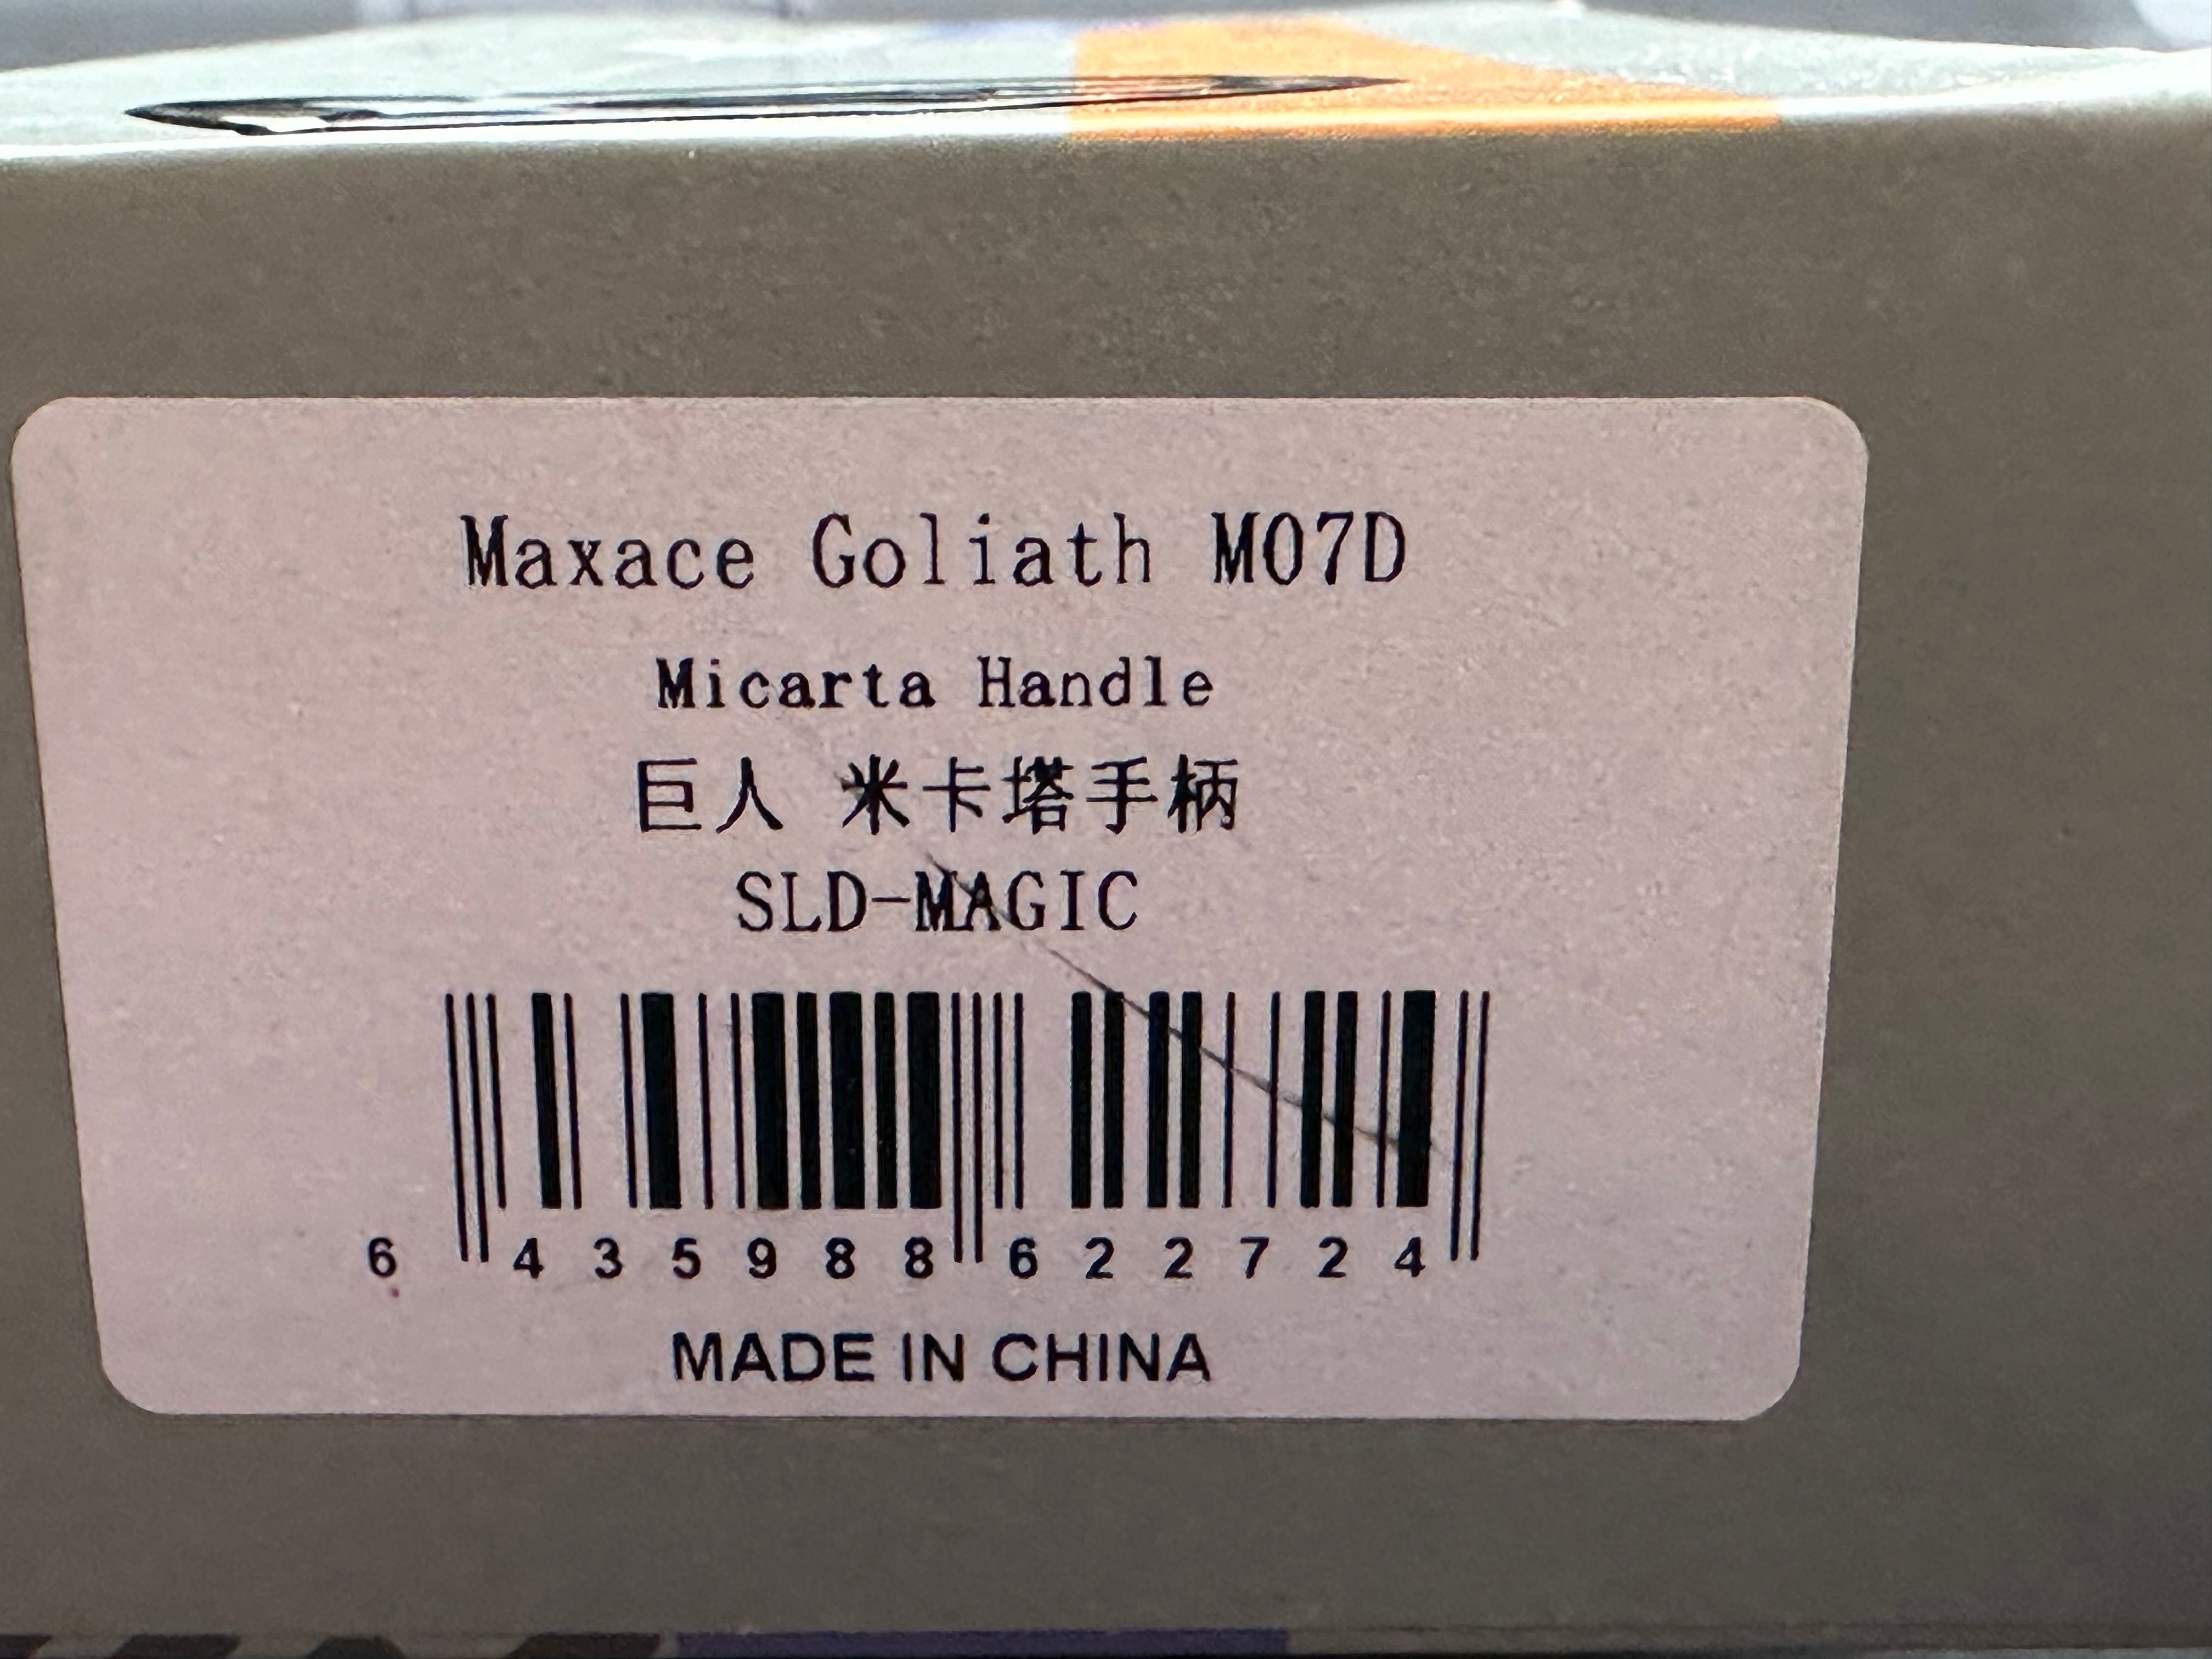 Maxace Goliath M07D
Micarta Handle
巨人 米卡塔手柄
SLD-MAGIC
6 435988 622724
MADE IN CHINA